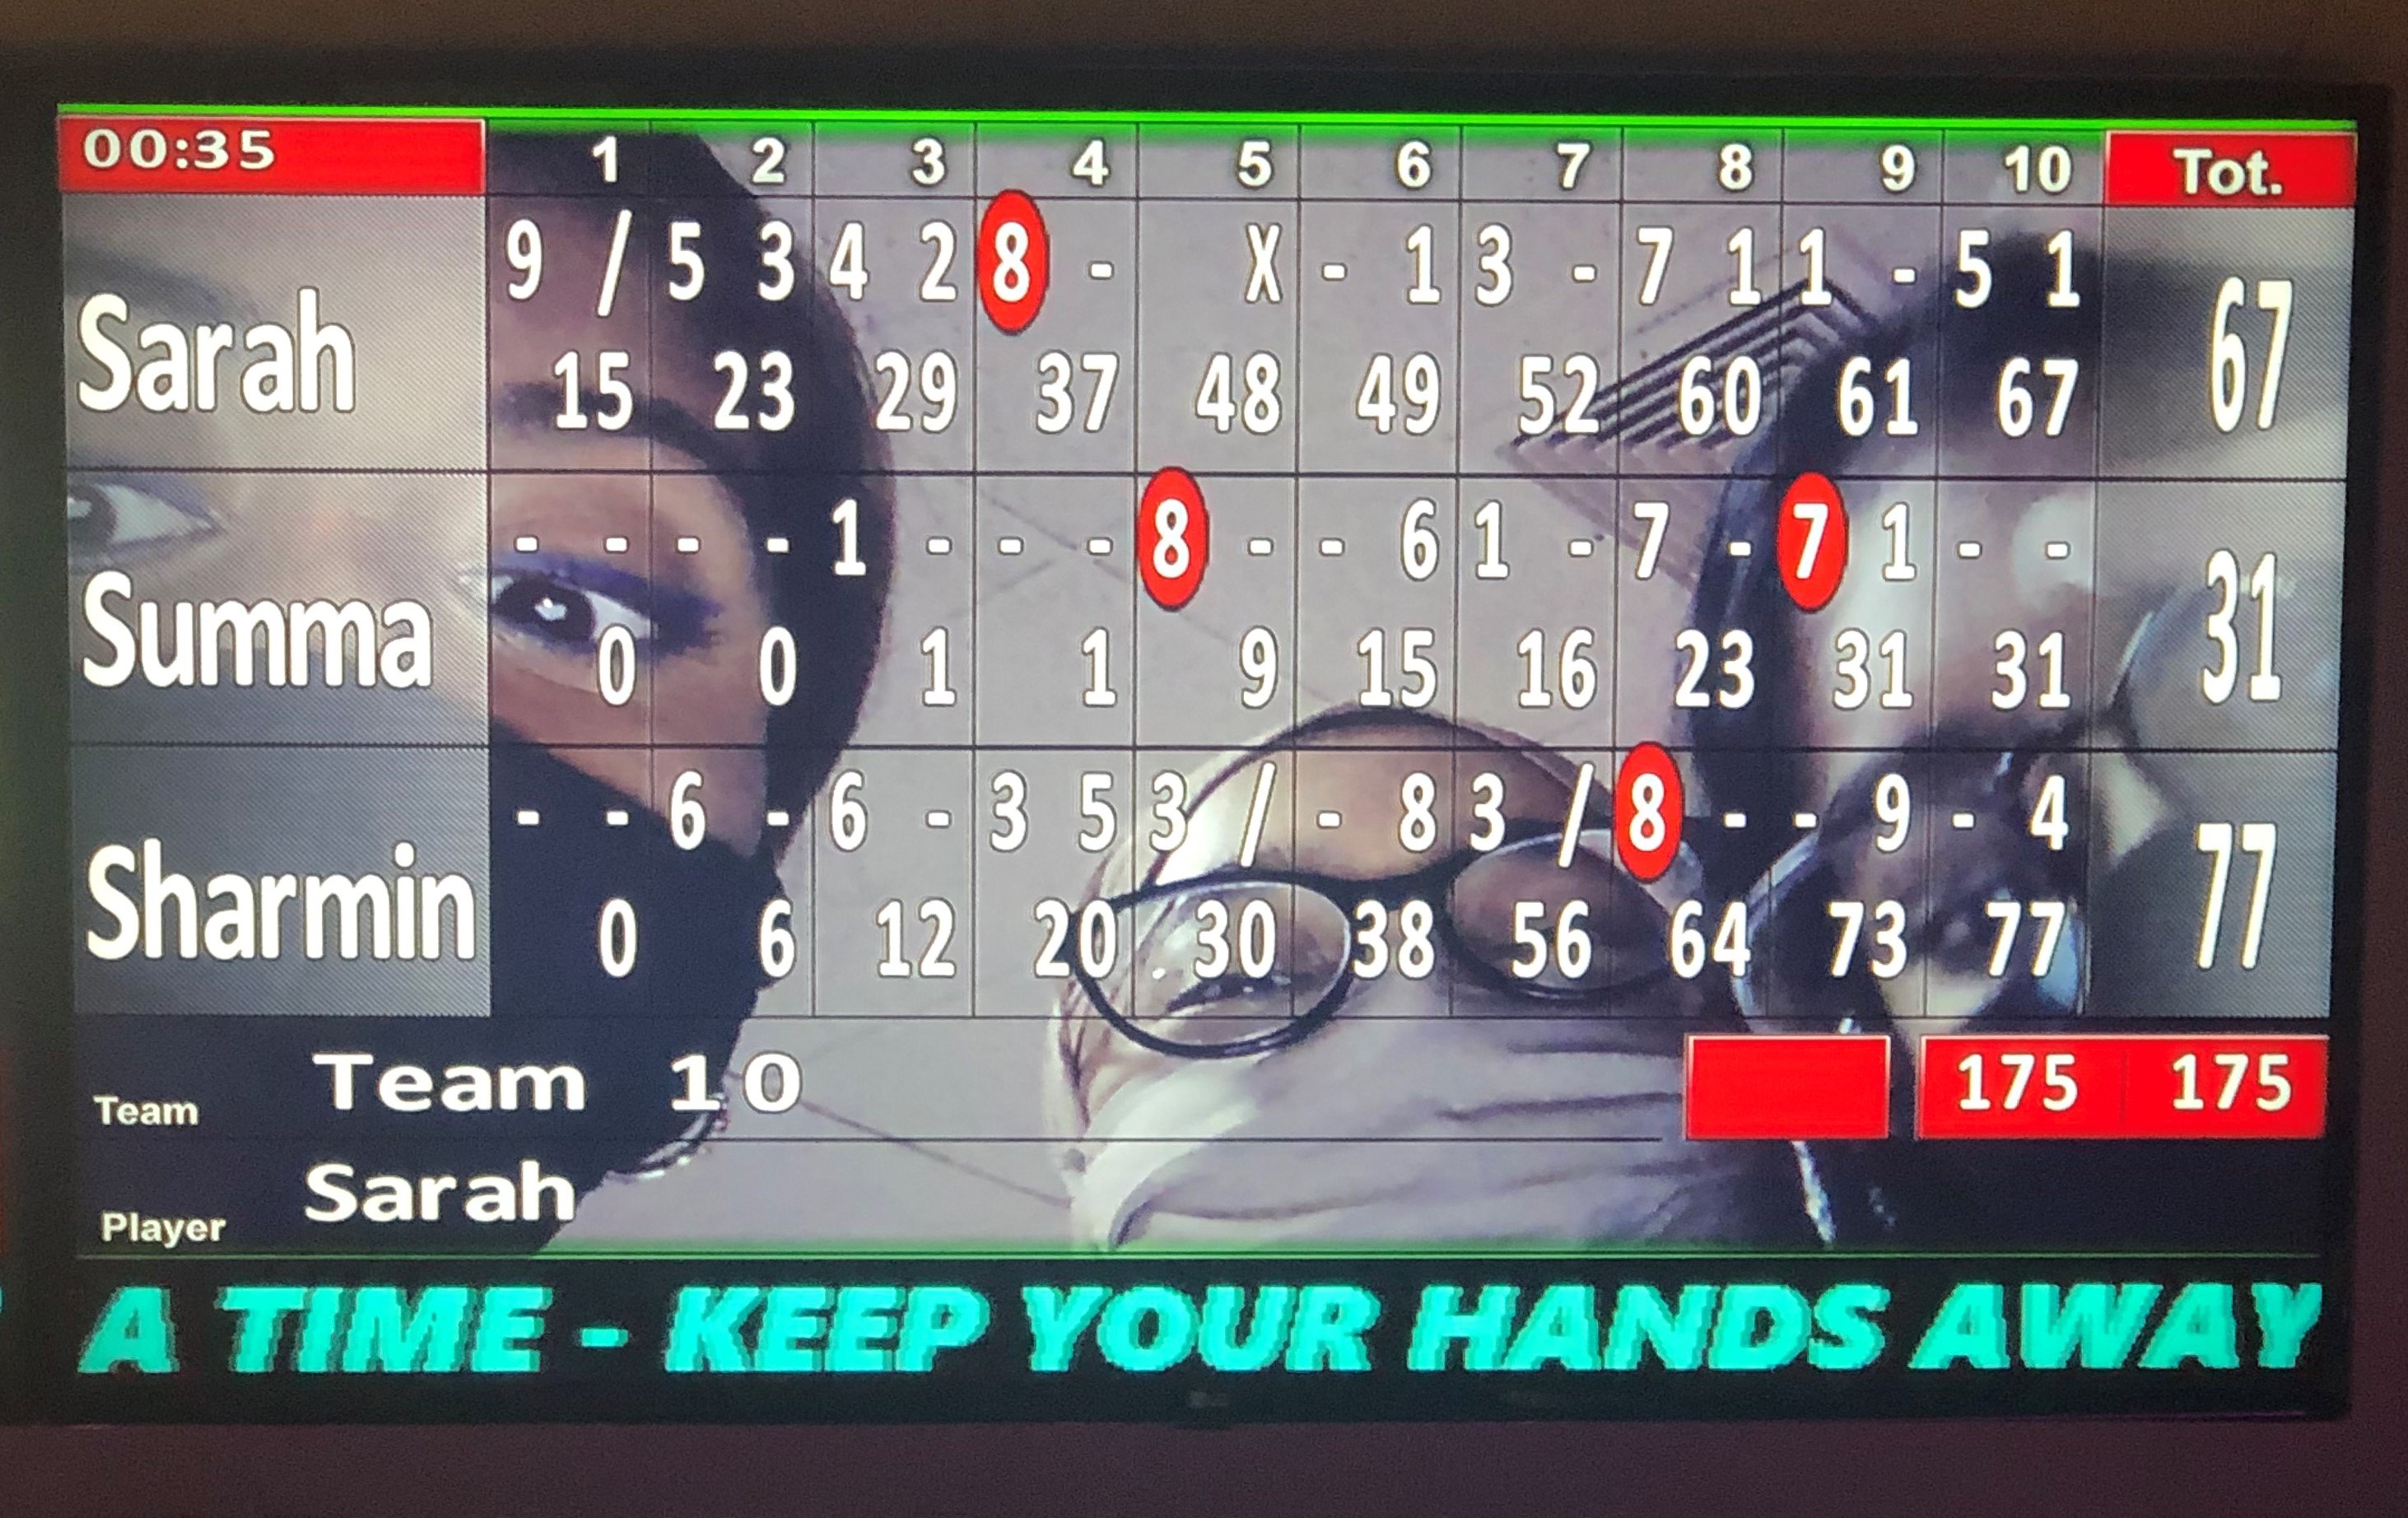 00:35 1 2 3 4 5 6 7 8 9 10 Tot.
9 / 5 3 4 2 8 - X - 1 3 - 7 1 1 - 5 1
Sarah 15 23 29 37 48 49 52 60 61 67 67
- - - - 1 - - - 8 - - 6 1 - 7 - 7 1 - -
Summa 0 0 1 1 9 15 16 23 31 31 31
- - 6 - 6 - 3 5 3 / - 8 3 / 8 - - 9 - 4
Sharmin 0 6 12 20 30 38 56 64 73 77 77
Team Team 10 175 175
Player Sarah
A TIME - KEEP YOUR HANDS AWAY